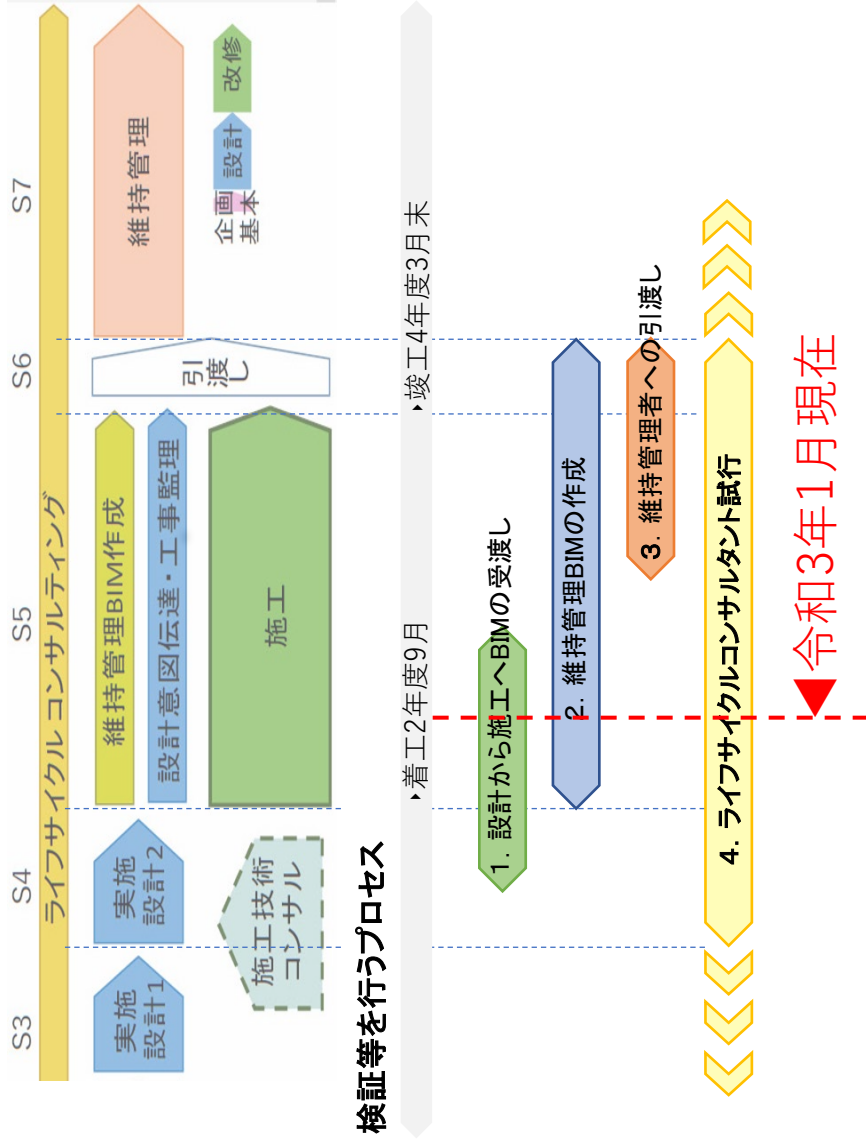 S3
S4
S5
S6
S7
ライフサイクル コンサルティング
実施
設計1
実施
設計2
維持管理BIM作成
設計意図伝達・工事監理
施工技術
コンサル
施工
引渡し
維持管理
企画
基本
設計
改修
検証等を行うプロセス
着工2年度9月
竣工4年度3月末
1. 設計から施工へBIMの受渡し
2. 維持管理BIMの作成
3. 維持管理者への引渡し
4. ライフサイクルコンサルタント試行
令和3年1月現在